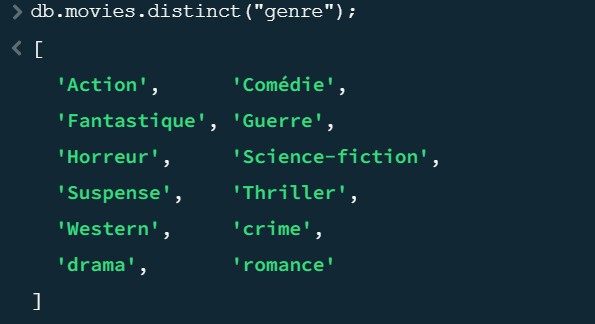 > db.movies.distinct("genre");
< [
'Action', 'Comédie',
'Fantastique', 'Guerre',
'Horreur', 'Science-fiction',
'Suspense', 'Thriller',
'Western', 'crime',
'drama', 'romance'
]